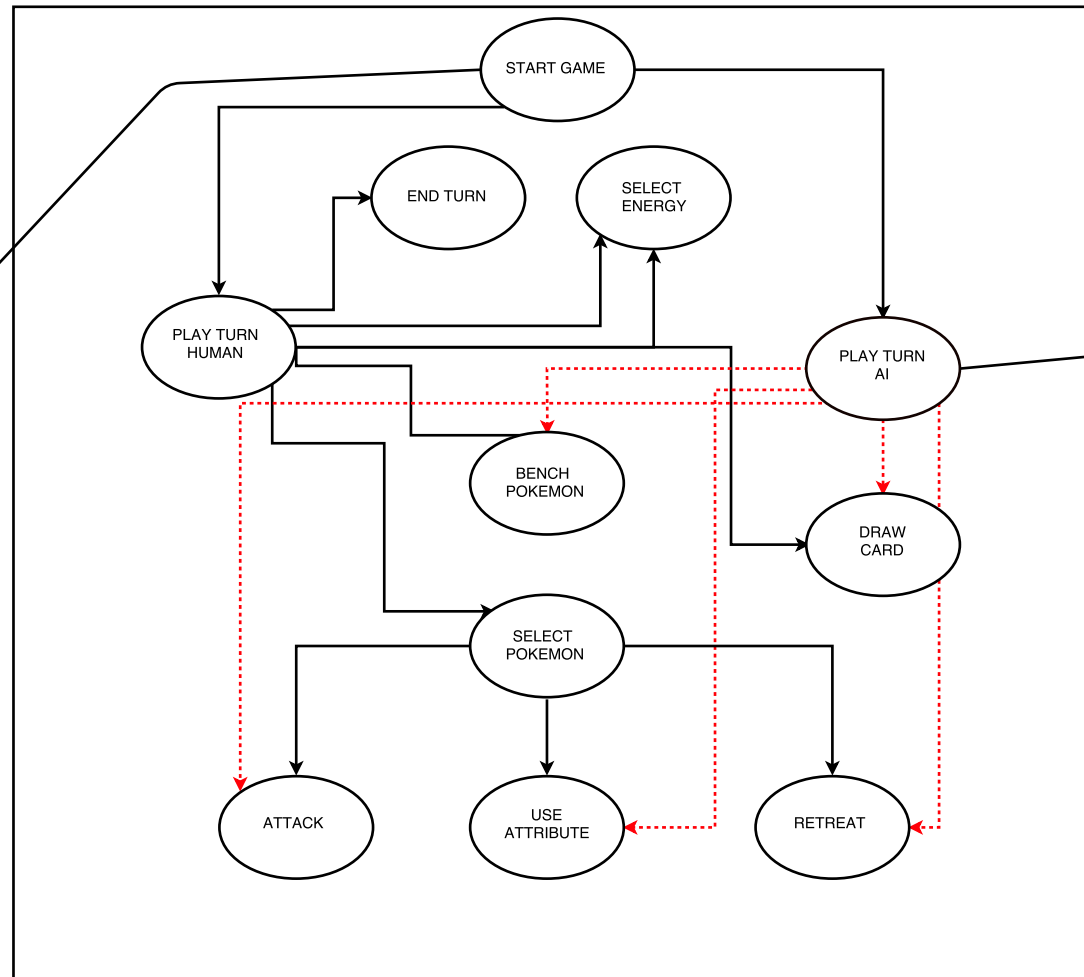 START GAME
END TURN
SELECT
ENERGY
PLAY TURN
HUMAN
PLAY TURN
AI
BENCH
POKEMON
DRAW
CARD
SELECT
POKEMON
ATTACK
USE
ATTRIBUTE
RETREAT